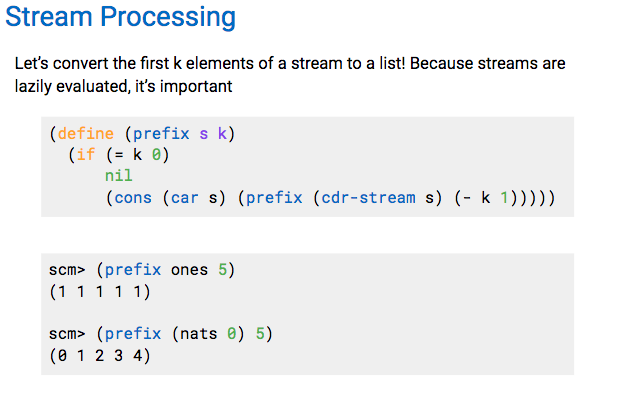 Stream Processing
Let’s convert the first k elements of a stream to a list! Because streams are
lazily evaluated, it’s important
(define (prefix s k)
  (if (= k 0)
      nil
      (cons (car s) (prefix (cdr-stream s) (- k 1)))))
scm> (prefix ones 5)
(1 1 1 1 1)
scm> (prefix (nats 0) 5)
(0 1 2 3 4)